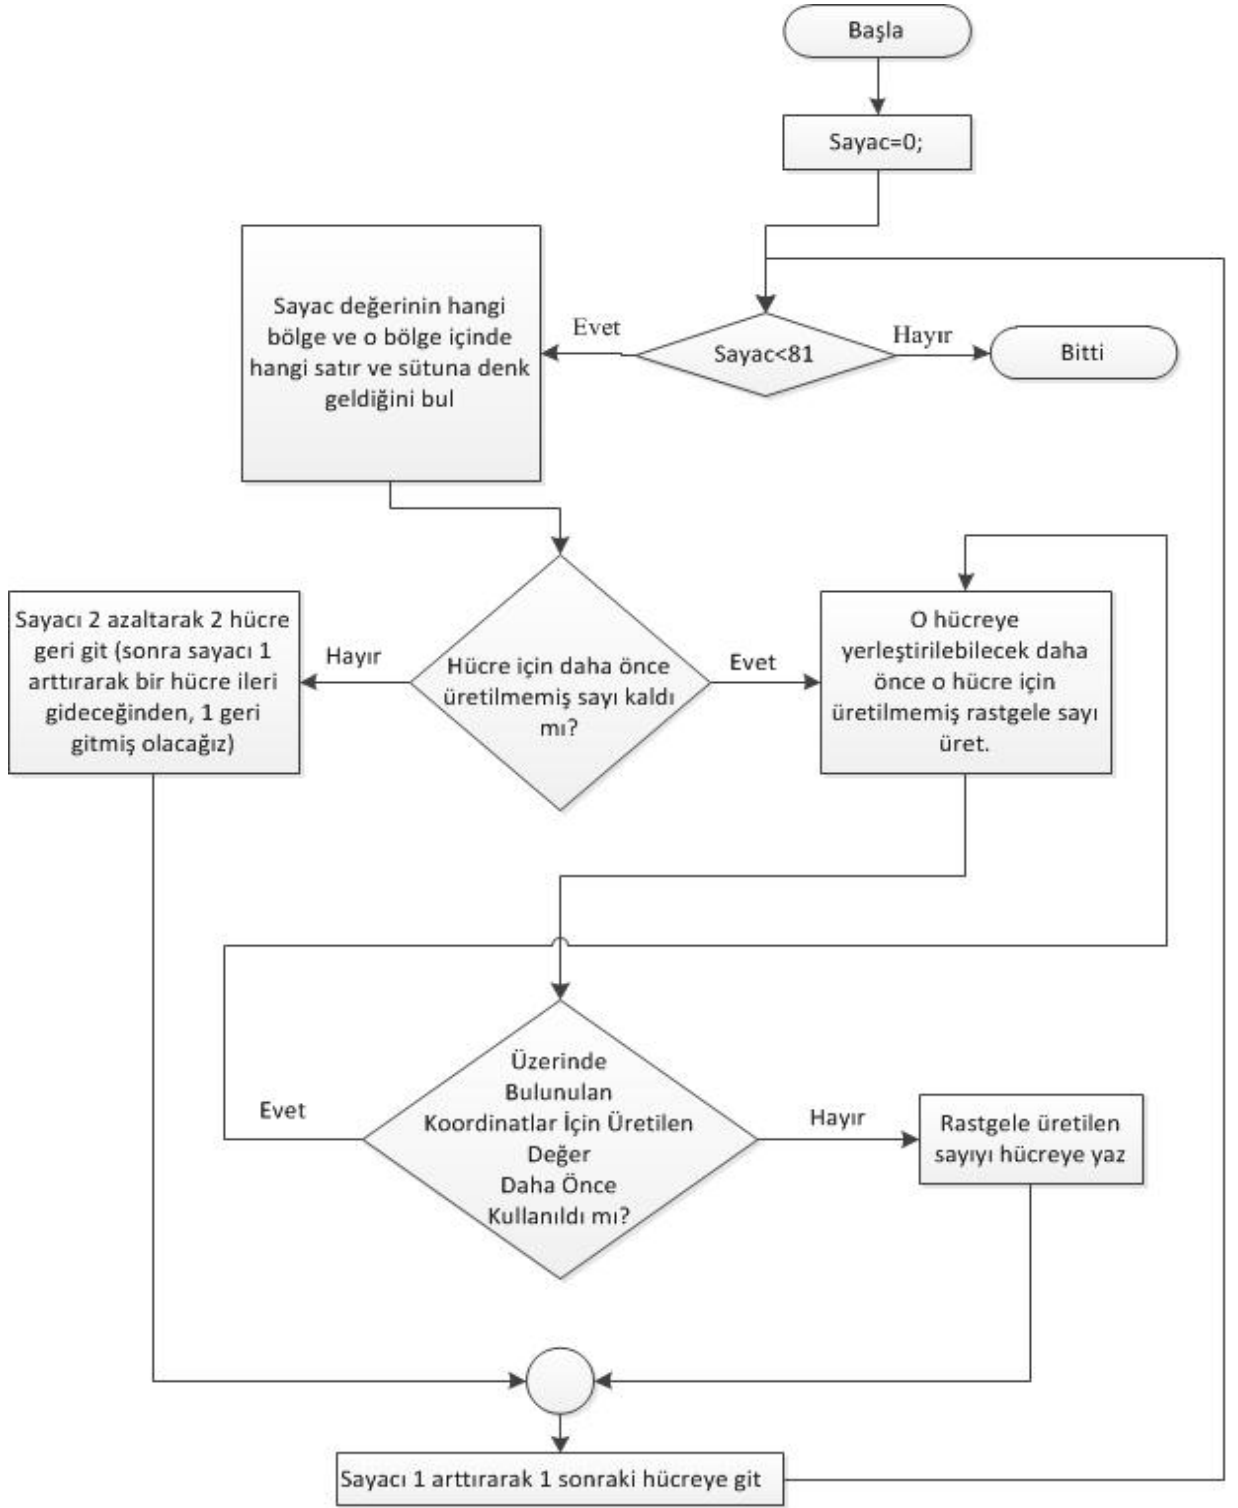 Başla
Sayac=0;
Sayac değerinin hangi
bölge ve o bölge içinde
hangi satır ve sütuna denk
geldiğini bul
Evet
Sayac<81
Hayır
Bitti
Sayacı 2 azaltarak 2 hücre
geri git (sonra sayacı 1
arttırarak bir hücre ileri
gideceğinden, 1 geri
gitmiş olacağız)
Hayır
Hücre için daha önce
üretilmemiş sayı kaldı
mı?
Evet
O hücreye
yerleştirilebilecek daha
önce o hücre için
üretilmemiş rastgele sayı
üret.
Evet
Üzerinde
Bulunulan
Koordinatlar İçin Üretilen
Değer
Daha Önce
Kullanıldı mı?
Hayır
Rastgele üretilen
sayıyı hücreye yaz
Sayacı 1 arttırarak 1 sonraki hücreye git